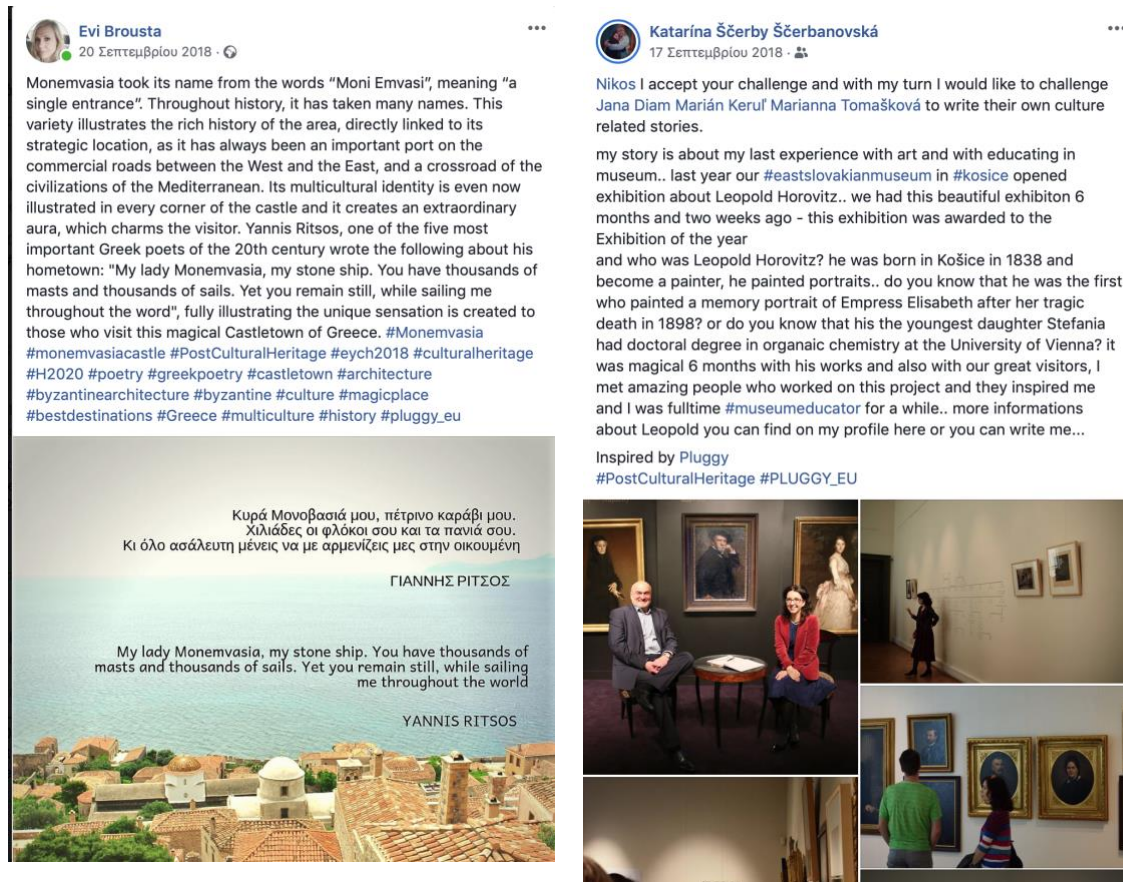 Evi Brousta
20 Σεπτεμβρίου 2018 ·
Monemvasia took its name from the words “Moni Emvasi”, meaning “a
single entrance”. Throughout history, it has taken many names. This
variety illustrates the rich history of the area, directly linked to its
strategic location, as it has always been an important port on the
commercial roads between the West and the East, and a crossroad of the
civilizations of the Mediterranean. Its multicultural identity is even now
illustrated in every corner of the castle and it creates an extraordinary
aura, which charms the visitor. Yannis Ritsos, one of the five most
important Greek poets of the 20th century wrote the following about his
hometown: "My lady Monemvasia, my stone ship. You have thousands of
masts and thousands of sails. Yet you remain still, while sailing me
throughout the word", fully illustrating the unique sensation is created to
those who visit this magical Castletown of Greece. #Monemvasia
#monemvasiacastle #PostCulturalHeritage #eych2018 #culturalheritage
#H2020 #poetry #greekpoetry #castletown #architecture
#byzantinearchitecture #byzantine #culture #magicplace
#bestdestinations #Greece #multiculture #history #pluggy_eu
Κυρά Μονοβασιά μου, πέτρινο καράβι μου.
Χιλιάδες οι φλόκοι σου και τα πανιά σου.
Κι όλο ασάλευτη μένεις να με αρμενίζεις μες στην οικουμένη
ΓΙΑΝΝΗΣ ΡΙΤΣΟΣ
My lady Monemvasia, my stone ship. You have thousands of
masts and thousands of sails. Yet you remain still, while sailing
me throughout the world
YANNIS RITSOS
Katarína Ščerby Ščerbanovská
17 Σεπτεμβρίου 2018 ·
Nikos I accept your challenge and with my turn I would like to challenge
Jana Diam Marián Keruľ Marianna Tomašková to write their own culture
related stories.
my story is about my last experience with art and with educating in
museum.. last year our #eastslovakianmuseum in #kosice opened
exhibition about Leopold Horovitz.. we had this beautiful exhibiton 6
months and two weeks ago - this exhibition was awarded to the
Exhibition of the year
and who was Leopold Horovitz? he was born in Košice in 1838 and
become a painter, he painted portraits.. do you know that he was the first
who painted a memory portrait of Empress Elisabeth after her tragic
death in 1898? or do you know that his the youngest daughter Stefania
had doctoral degree in organaic chemistry at the University of Vienna? it
was magical 6 months with his works and also with our great visitors, I
met amazing people who worked on this project and they inspired me
and I was fulltime #museumeducator for a while.. more informations
about Leopold you can find on my profile here or you can write me...
Inspired by Pluggy
#PostCulturalHeritage #PLUGGY_EU